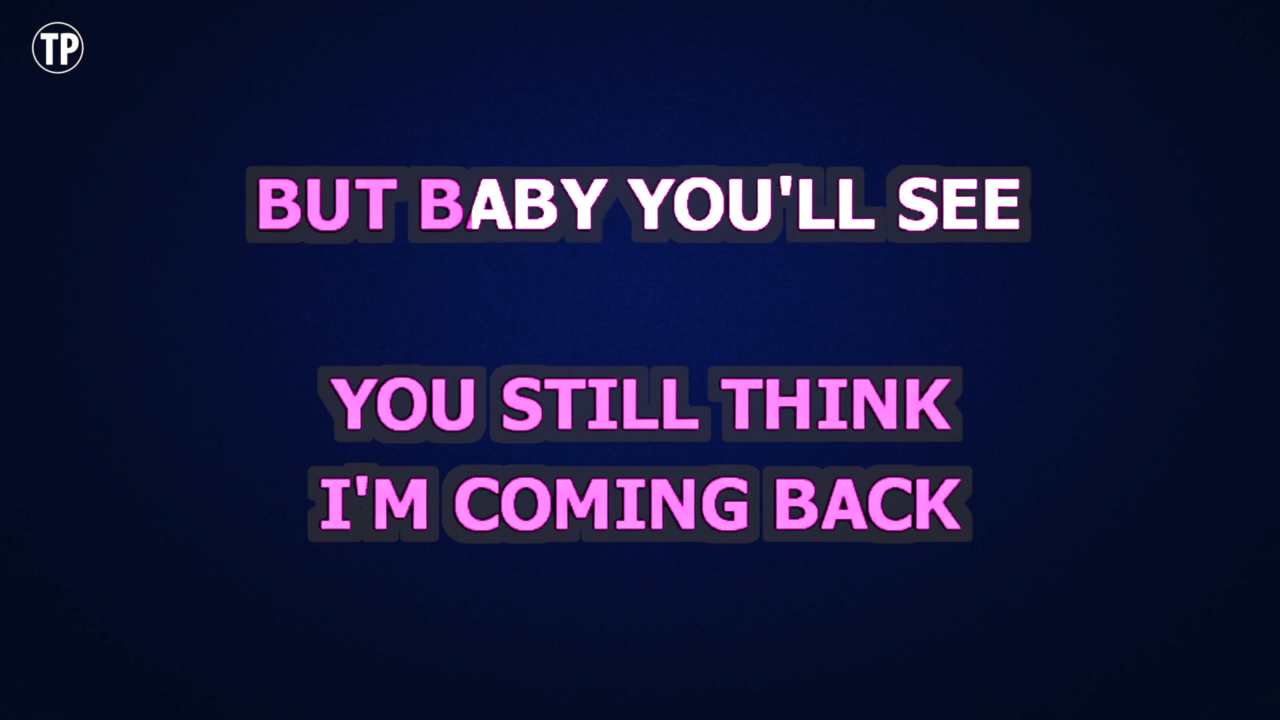 TP
BUT BABY YOU'LL SEE
YOU STILL THINK
I'M COMING BACK